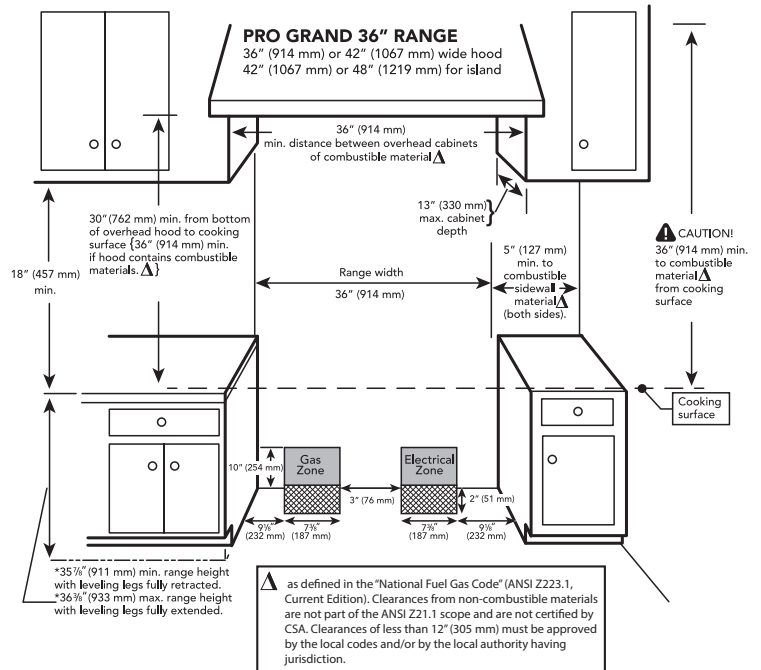 PRO GRAND 36" RANGE
36" (914 mm) or 42" (1067 mm) wide hood
42" (1067 mm) or 48" (1219 mm) for island
36" (914 mm)
min. distance between overhead cabinets
of combustible material Δ
30" (762 mm) min. from bottom
of overhead hood to cooking
surface {36" (914 mm) min.
if hood contains combustible
materials. Δ}
13" (330 mm)
max. cabinet
depth
18" (457 mm)
min.
Range width
36" (914 mm)
5" (127 mm)
min. to
combustible
sidewall
material Δ
(both sides).
CAUTION!
36" (914 mm) min.
to combustible
material Δ
from cooking
surface
Cooking
surface
10" (254 mm)
Gas
Zone
Electrical
Zone
3" (76 mm)
2" (51 mm)
9⅛"
(232 mm)
7⅜"
(187 mm)
7⅜"
(187 mm)
9⅛"
(232 mm)
*35⅞" (911 mm) min. range height
with leveling legs fully retracted.
*36⅜" (933 mm) max. range height
with leveling legs fully extended.
Δ as defined in the "National Fuel Gas Code" (ANSI Z223.1,
Current Edition). Clearances from non-combustible materials
are not part of the ANSI Z21.1 scope and are not certified by
CSA. Clearances of less than 12" (305 mm) must be approved
by the local codes and/or by the local authority having
jurisdiction.